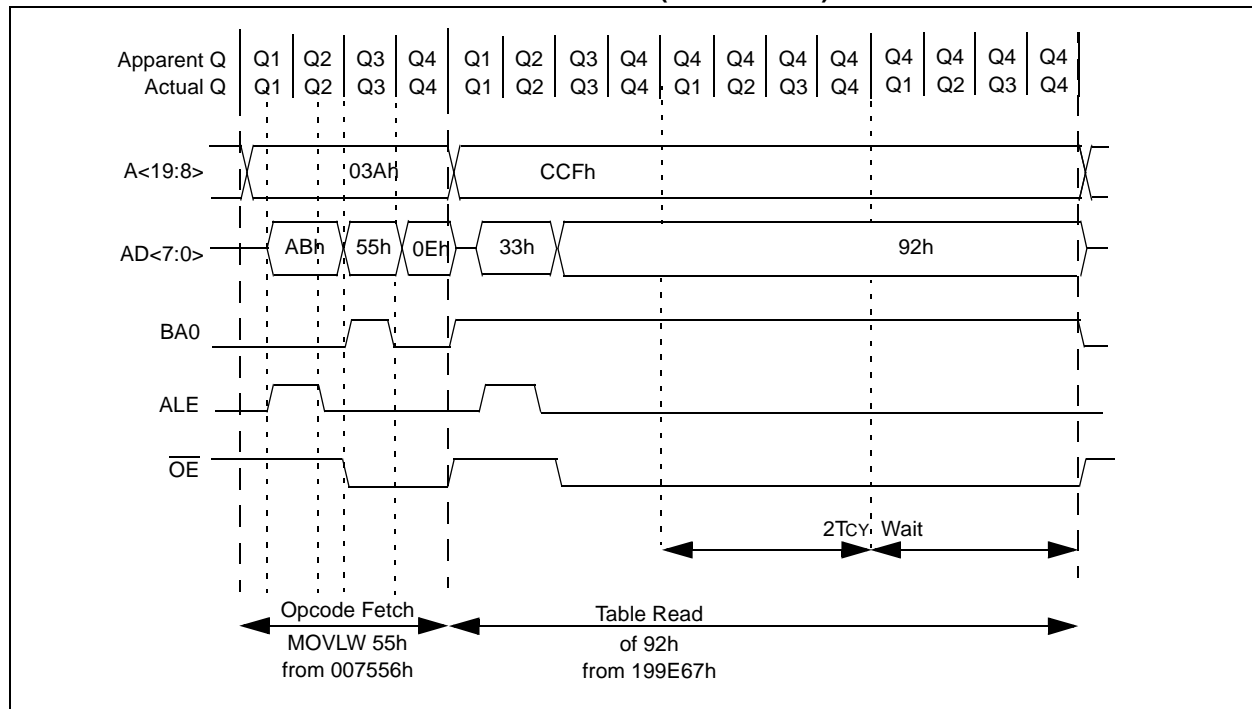 Apparent Q Q1 Q2 Q3 Q4 Q1 Q2 Q3 Q4 Q4 Q4 Q4 Q4 Q4 Q4 Q4 Q4
Actual Q Q1 Q2 Q3 Q4 Q1 Q2 Q3 Q4 Q1 Q2 Q3 Q4 Q1 Q2 Q3 Q4
A<19:8> 03Ah CCFh
AD<7:0> ABh 55h 0Eh 33h 92h
BA0
ALE
OE
2TCY Wait
Opcode Fetch Table Read
MOVLW 55h of 92h
from 007556h from 199E67h